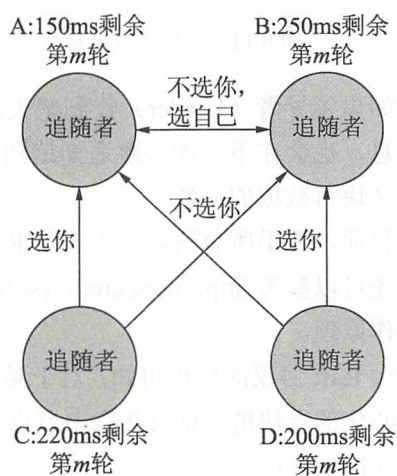 A:150ms剩余
第m轮
B:250ms剩余
第m轮
不选你，
选自己
追随者
追随者
不选你
选你
选你
追随者
追随者
C:220ms剩余
第m轮
D:200ms剩余
第m轮